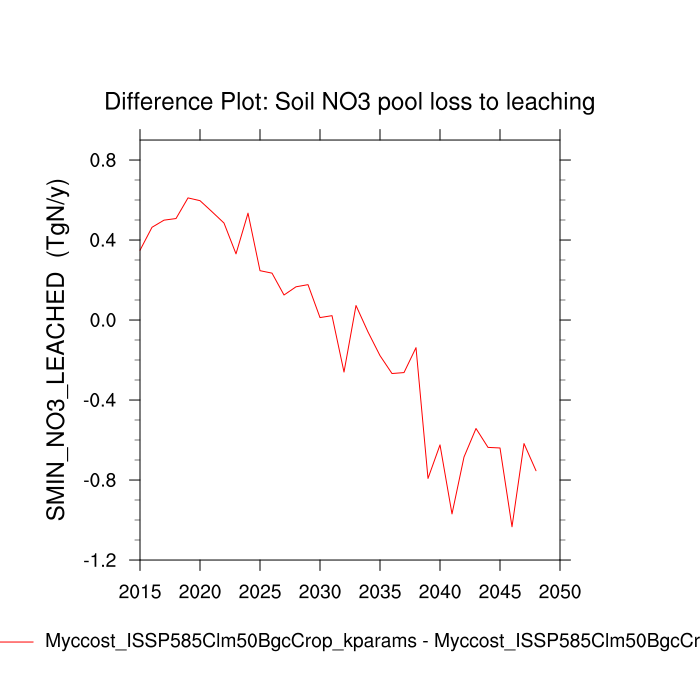 Difference Plot: Soil NO3 pool loss to leaching
SMIN_NO3_LEACHED (TgN/y)
0.8
0.4
0.0
-0.4
-0.8
-1.2
2015 2020 2025 2030 2035 2040 2045 2050
Myccost_ISSP585Clm50BgcCrop_kparams - Myccost_ISSP585Clm50BgcCr